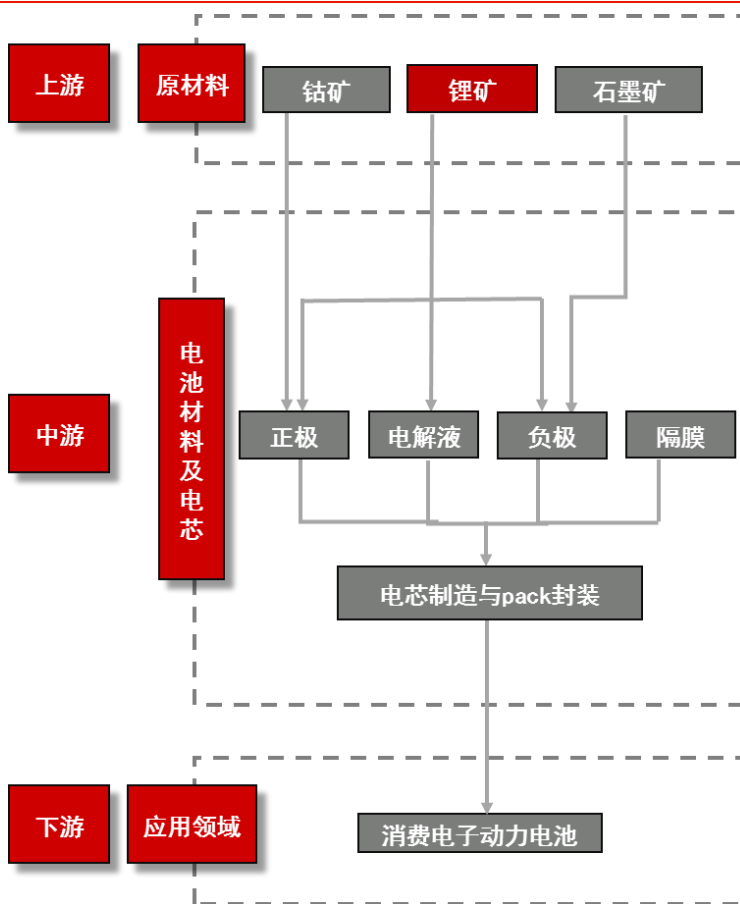 上游
原材料
钴矿
锂矿
石墨矿
中游
电池材料及电芯
正极
电解液
负极
隔膜
电芯制造与pack封装
下游
应用领域
消费电子动力电池